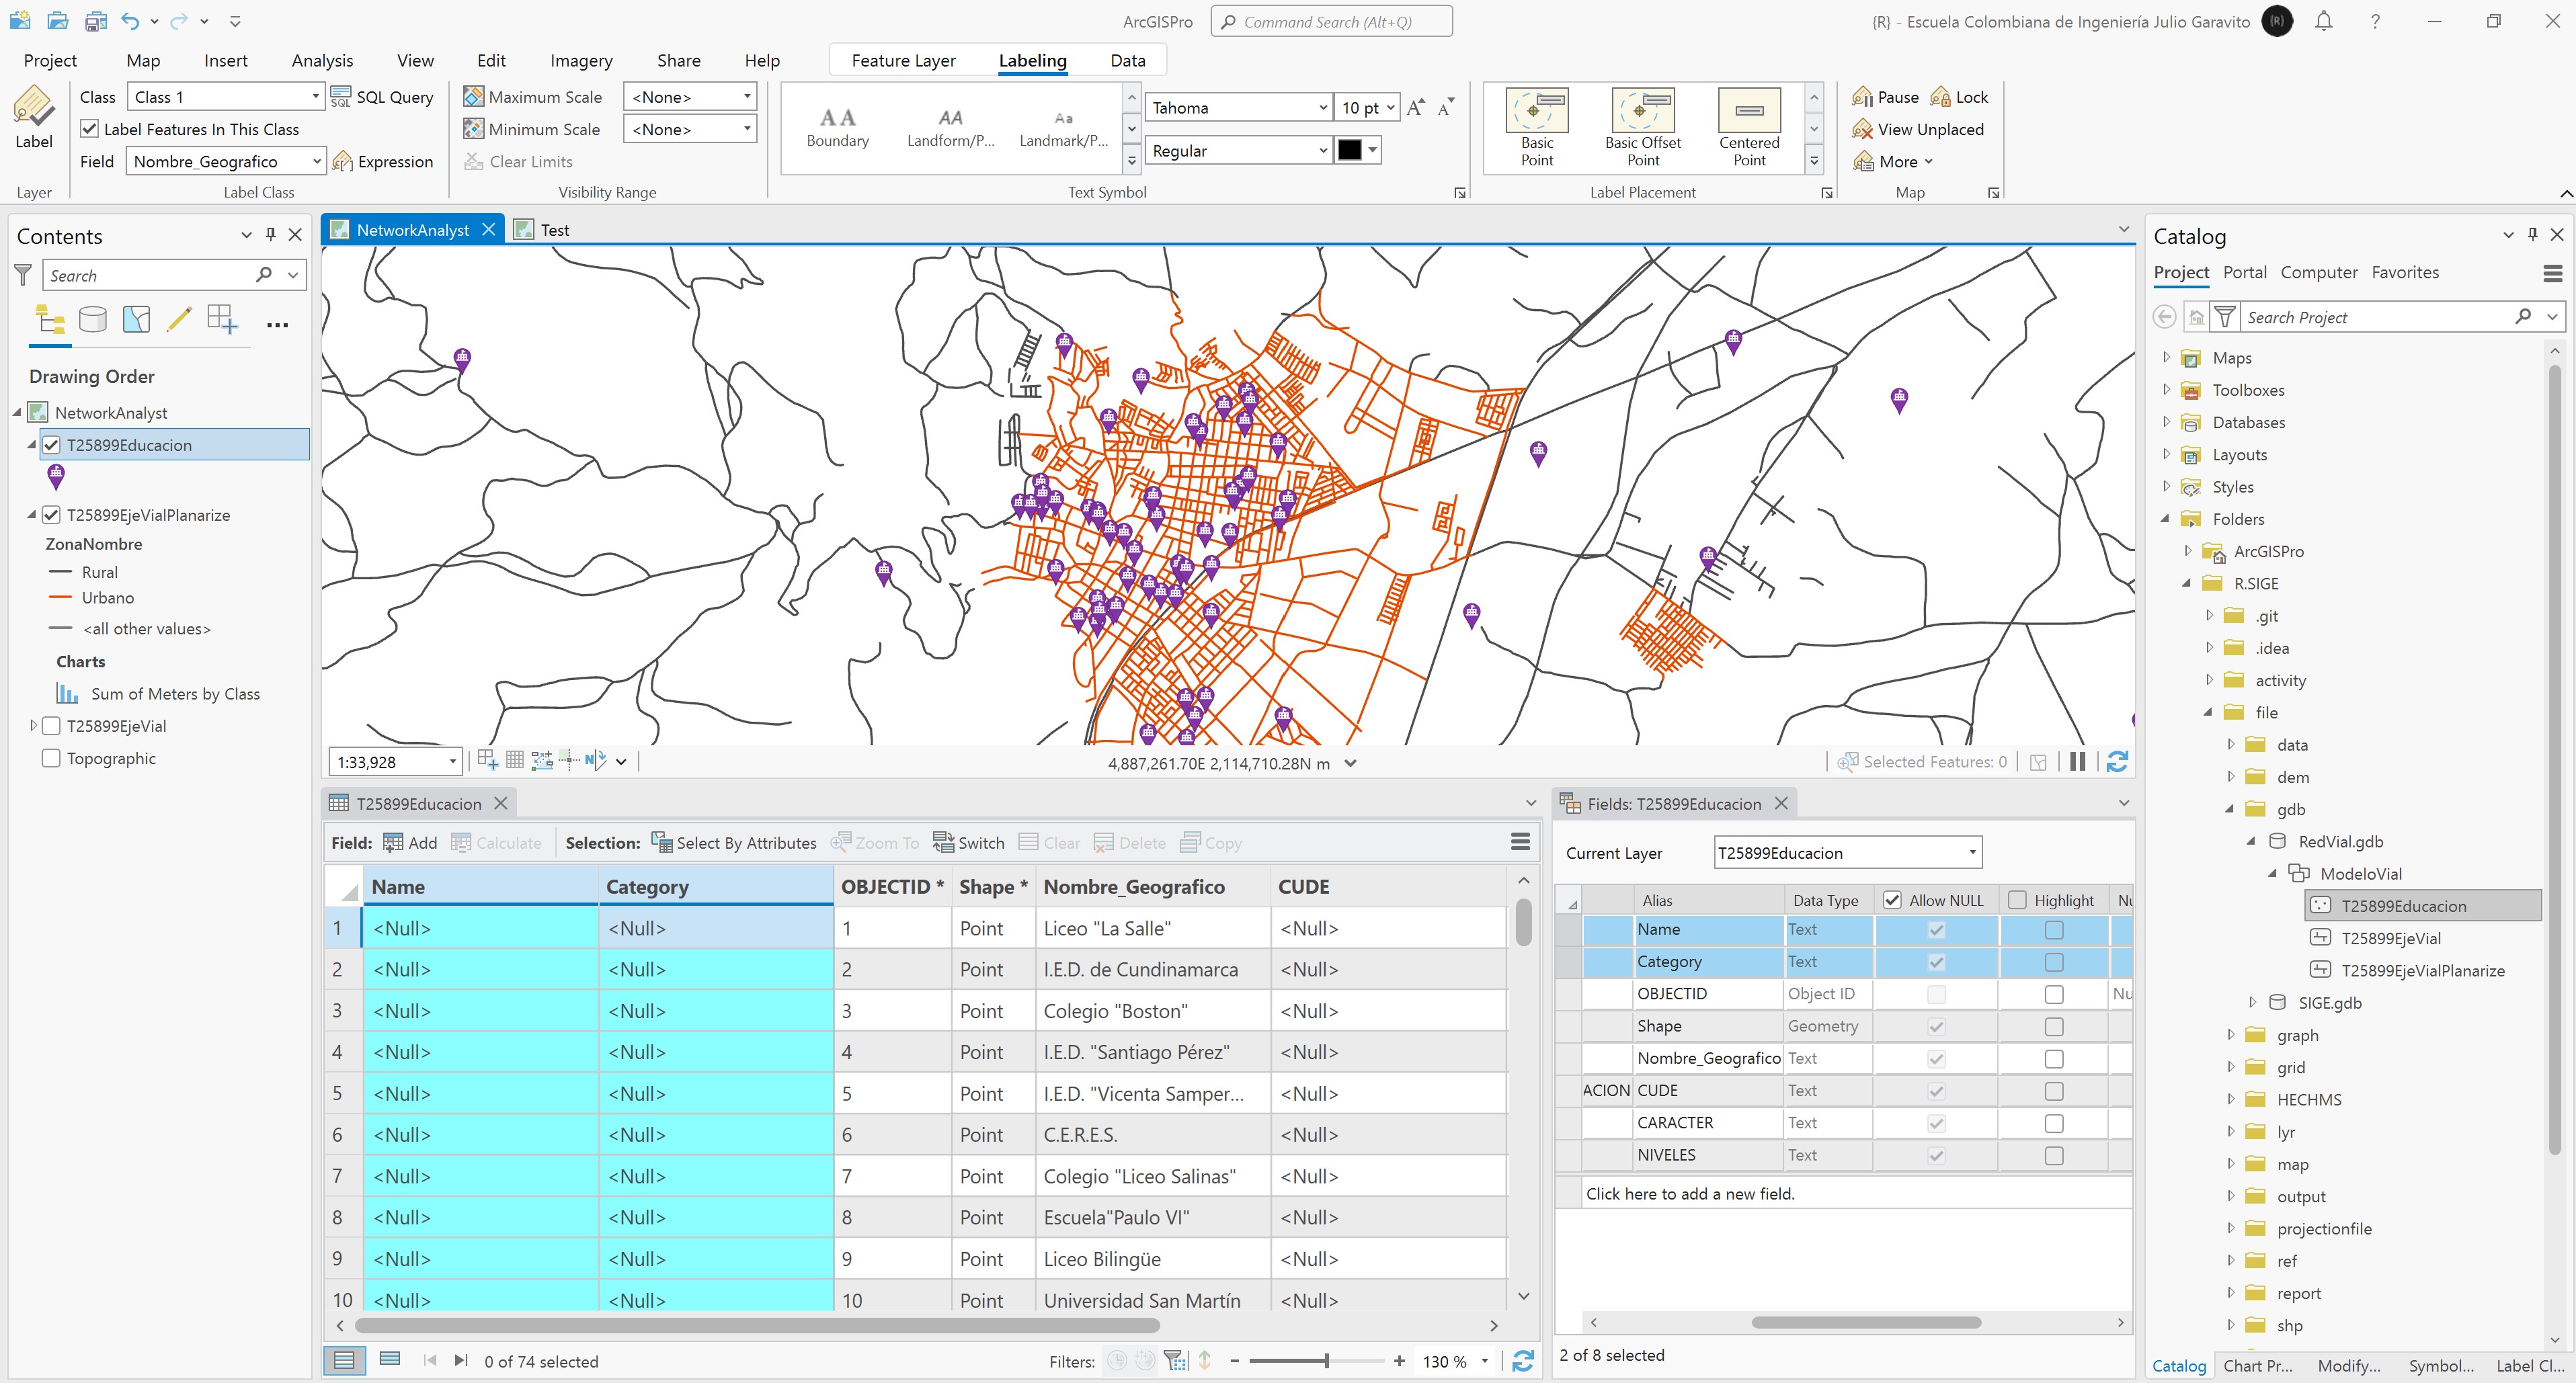 ArcGISPro
Command Search (Alt+Q)
{R} - Escuela Colombiana de Ingeniería Julio Garavito
{R}
Project
Map
Insert
Analysis
View
Edit
Imagery
Share
Help
Feature Layer
Labeling
Data
Label
Layer
Class
Class 1
SQL
SQL Query
Label Features In This Class
Field
Nombre_Geografico
Expression
Label Class
Maximum Scale
<None>
Minimum Scale
<None>
Clear Limits
Visibility Range
AA
Boundary
AA
Landform/P...
Aa
Landmark/P...
Tahoma
10 pt
Regular
Text Symbol
Basic Point
Basic Offset Point
Centered Point
Label Placement
Pause
Lock
View Unplaced
More
Map
Contents
Search
Drawing Order
NetworkAnalyst
T25899Educacion
T25899EjeVialPlanarize
ZonaNombre
Rural
Urbano
<all other values>
Charts
Sum of Meters by Class
T25899EjeVial
Topographic
NetworkAnalyst
Test
1:33,928
4,887,261.70E 2,114,710.28N m
Selected Features: 0
T25899Educacion
Field:
Add
Calculate
Selection:
Select By Attributes
Zoom To
Switch
Clear
Delete
Copy
Name Category OBJECTID * Shape * Nombre_Geografico CUDE
1 <Null> <Null> 1 Point Liceo "La Salle" <Null>
2 <Null> <Null> 2 Point I.E.D. de Cundinamarca <Null>
3 <Null> <Null> 3 Point Colegio "Boston" <Null>
4 <Null> <Null> 4 Point I.E.D. "Santiago Pérez" <Null>
5 <Null> <Null> 5 Point I.E.D. "Vicenta Samper... <Null>
6 <Null> <Null> 6 Point C.E.R.E.S. <Null>
7 <Null> <Null> 7 Point Colegio "Liceo Salinas" <Null>
8 <Null> <Null> 8 Point Escuela"Paulo VI" <Null>
9 <Null> <Null> 9 Point Liceo Bilingüe <Null>
10 <Null> <Null> 10 Point Universidad San Martín <Null>
0 of 74 selected
Filters:
130 %
Fields: T25899Educacion
Current Layer
T25899Educacion
Alias Data Type Allow NULL Highlight Nu
Name Text
Category Text
OBJECTID Object ID Nu
Shape Geometry
Nombre_Geografico Text
ACION CUDE Text
CARACTER Text
NIVELES Text
Click here to add a new field.
2 of 8 selected
Catalog
Project
Portal
Computer
Favorites
Search Project
Maps
Toolboxes
Databases
Layouts
Styles
Folders
ArcGISPro
R.SIGE
.git
.idea
activity
file
data
dem
gdb
RedVial.gdb
ModeloVial
T25899Educacion
T25899EjeVial
T25899EjeVialPlanarize
SIGE.gdb
graph
grid
HECHMS
lyr
map
output
projectionfile
ref
report
shp
Catalog
Chart Pr...
Modify...
Symbol...
Label Cl...